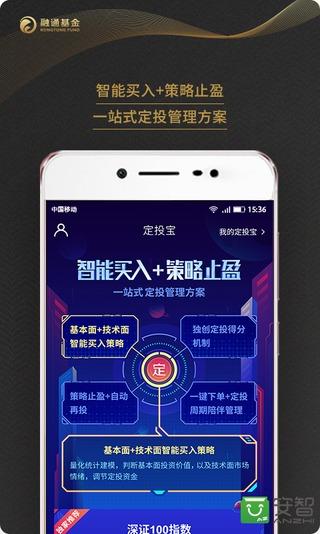 融通基金
RONGTONG FUND
智能买入+策略止盈
一站式定投管理方案
中国移动
15:36
定投宝
我的定投宝
智能买入+策略止盈
一站式 定投管理方案
基本面+技术面
智能买入策略
独创定投得分
机制
定
策略止盈+自动
再投
一键下单+定投
周期陪伴管理
基本面+技术面智能买入策略
量化统计建模，判断基本面投资价值，以及技术面市场
情绪，调节定投资金
独家推荐
深证100指数
安智
ANZHI